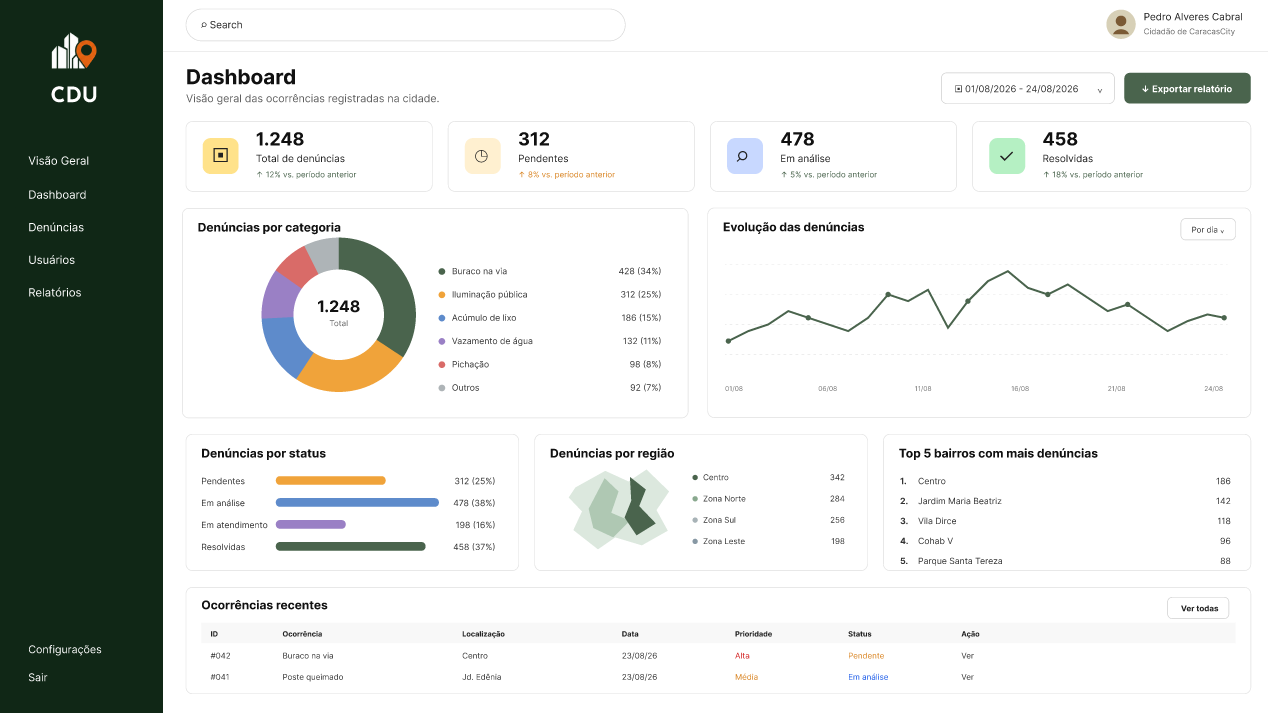 CDU
Visão Geral
Dashboard
Denúncias
Usuários
Relatórios
Configurações
Sair
Search
Pedro Alveres Cabral
Cidadão de CaracasCity
Dashboard
Visão geral das ocorrências registradas na cidade.
01/08/2026 - 24/08/2026
↓ Exportar relatório
1.248
Total de denúncias
↑ 12% vs. período anterior
312
Pendentes
↑ 8% vs. período anterior
478
Em análise
↑ 5% vs. período anterior
458
Resolvidas
↑ 18% vs. período anterior
Denúncias por categoria
1.248
Total
Buraco na via 428 (34%)
Iluminação pública 312 (25%)
Acúmulo de lixo 186 (15%)
Vazamento de água 132 (11%)
Pichação 98 (8%)
Outros 92 (7%)
Evolução das denúncias
Por dia
01/08 06/08 11/08 16/08 21/08 24/08
Denúncias por status
Pendentes 312 (25%)
Em análise 478 (38%)
Em atendimento 198 (16%)
Resolvidas 458 (37%)
Denúncias por região
Centro 342
Zona Norte 284
Zona Sul 256
Zona Leste 198
Top 5 bairros com mais denúncias
1. Centro 186
2. Jardim Maria Beatriz 142
3. Vila Dirce 118
4. Cohab V 96
5. Parque Santa Tereza 88
Ocorrências recentes
Ver todas
ID Ocorrência Localização Data Prioridade Status Ação
#042 Buraco na via Centro 23/08/26 Alta Pendente Ver
#041 Poste queimado Jd. Edênia 23/08/26 Média Em análise Ver